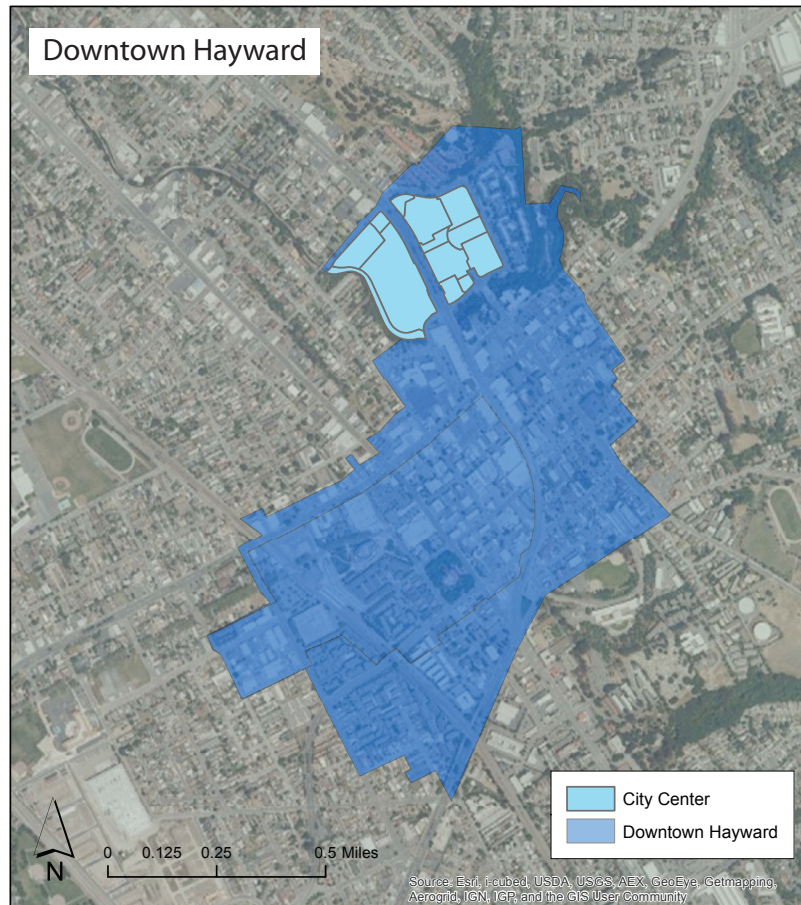 Downtown Hayward
City Center
Downtown Hayward
0 0.125 0.25 0.5 Miles
N
Source: Esri, i-cubed, USDA, USGS, AEX, GeoEye, Getmapping,
Aerogrid, IGN, IGP, and the GIS User Community